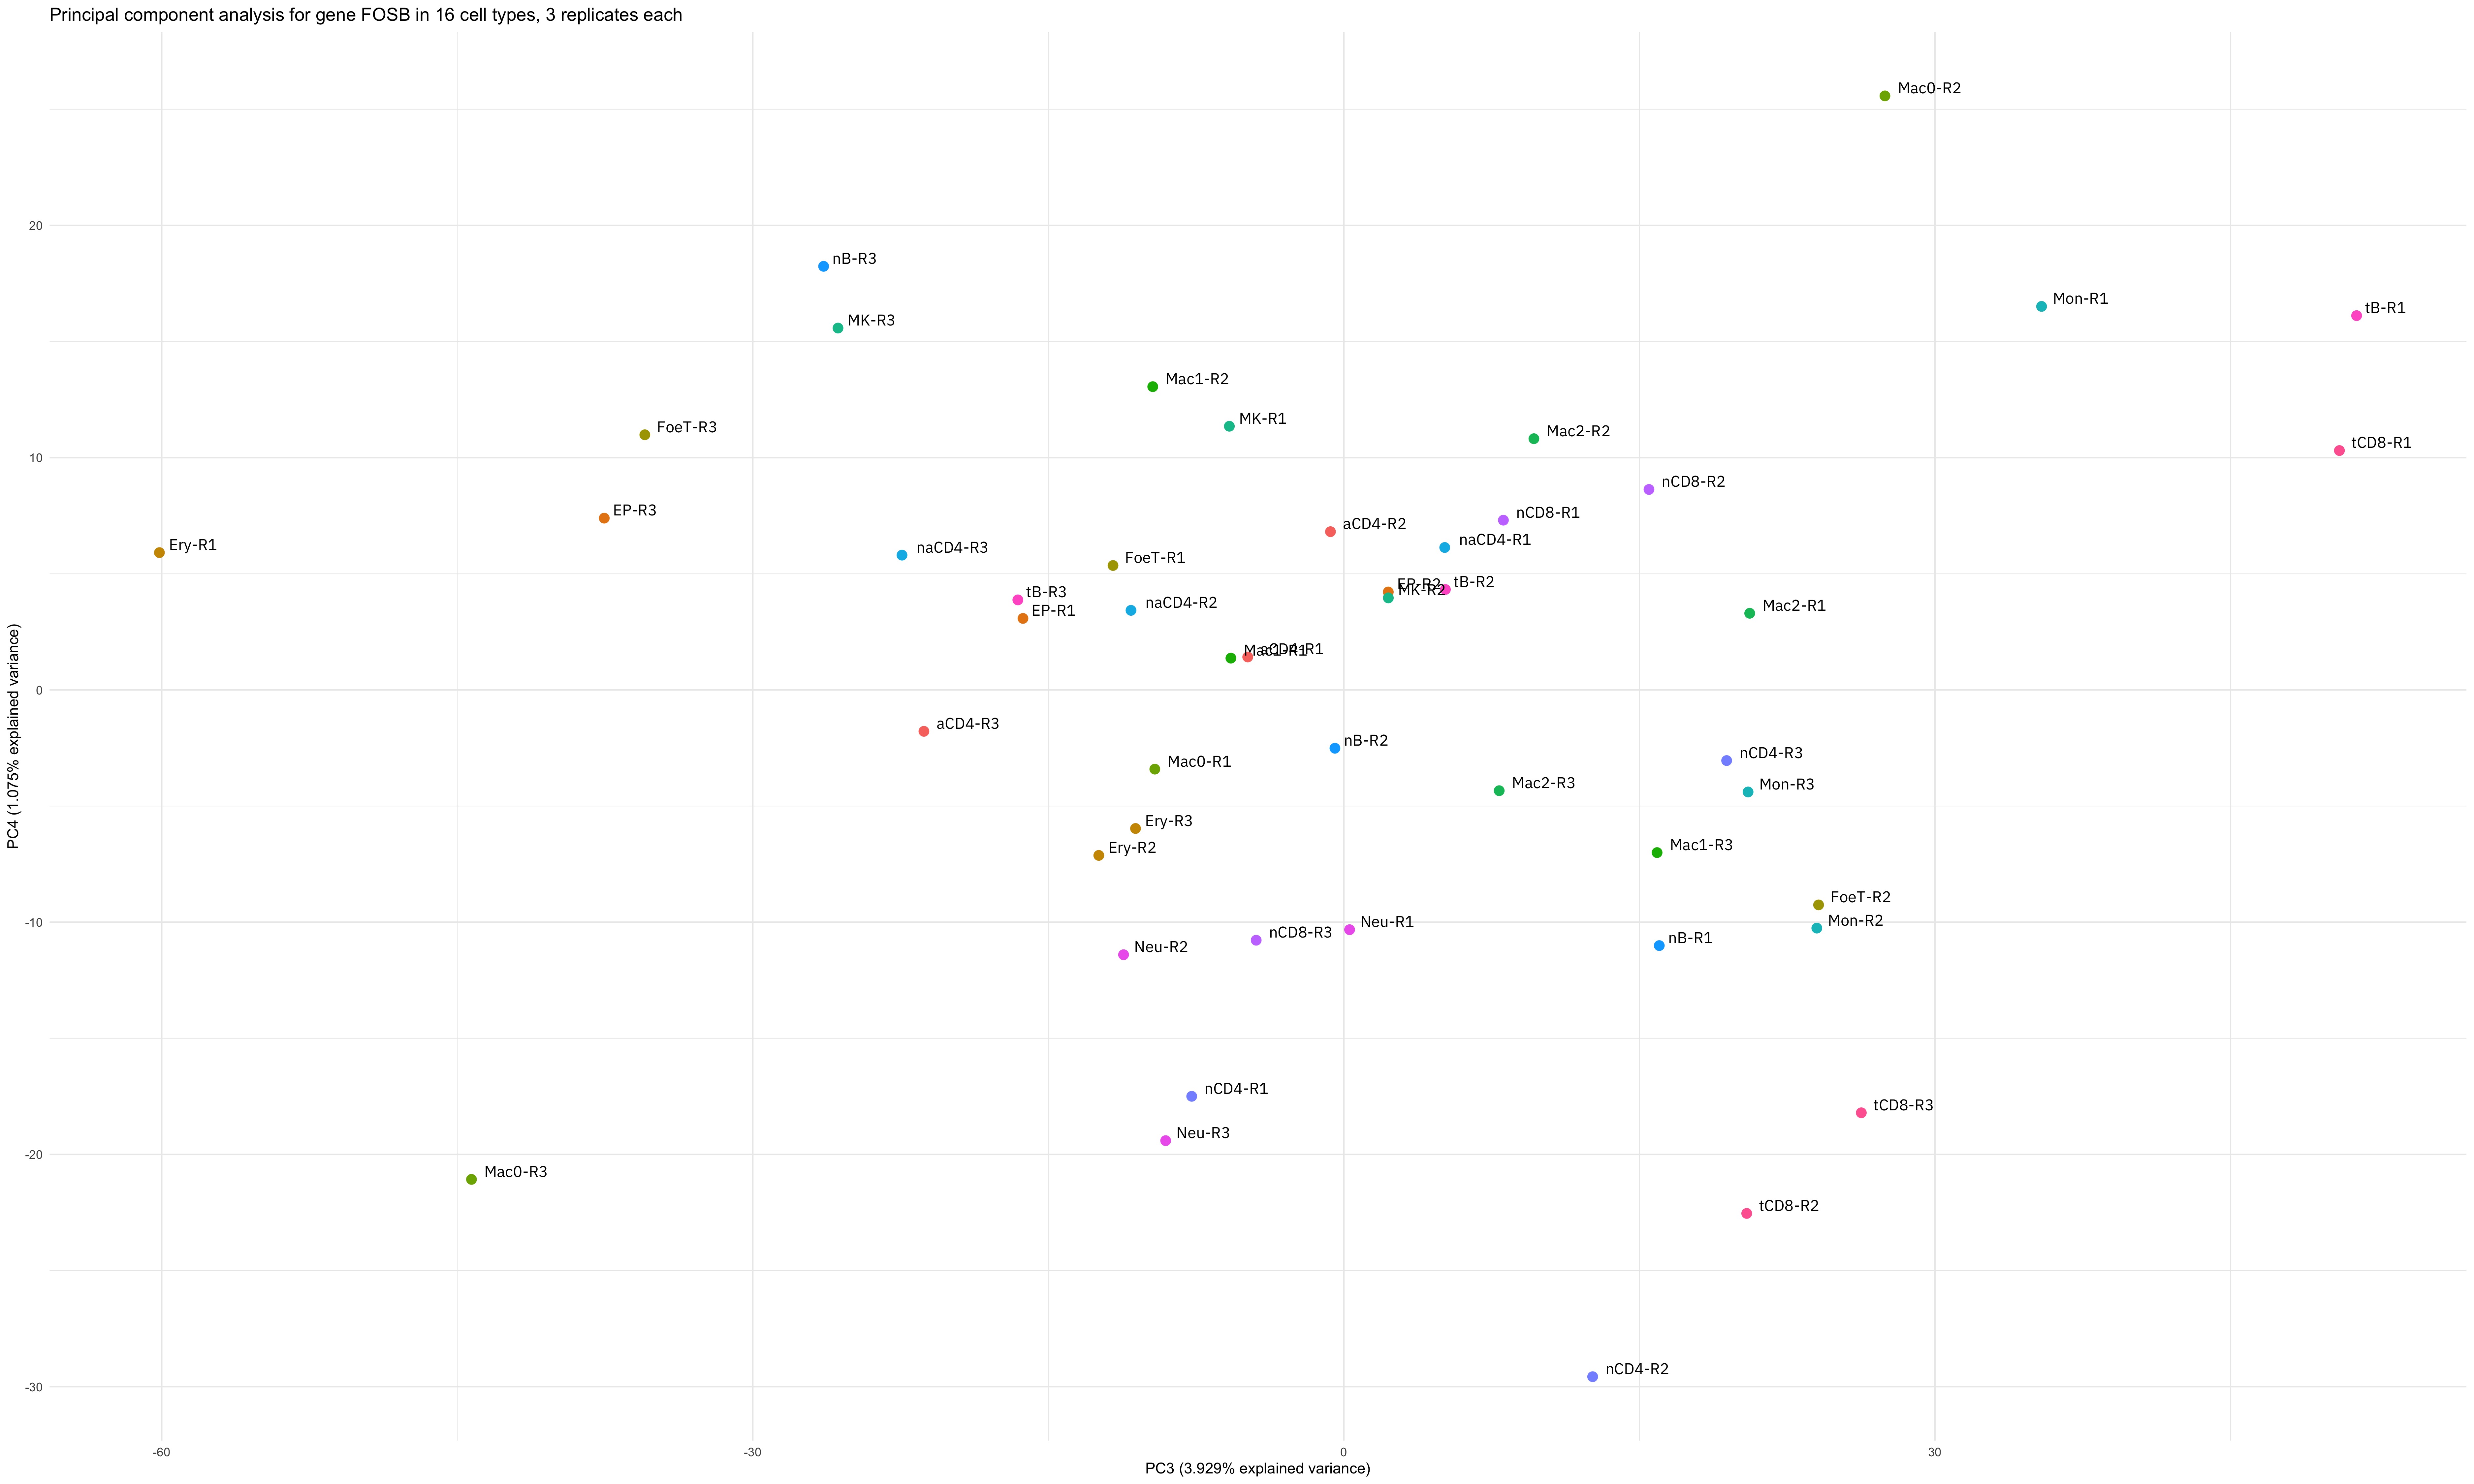 Principal component analysis for gene FOSB in 16 cell types, 3 replicates each
Mac0-R2
20
nB-R3
Mon-R1
tB-R1
MK-R3
Mac1-R2
MK-R1
FoeT-R3
Mac2-R2
tCD8-R1
10
nCD8-R2
EP-R3
nCD8-R1
aCD4-R2
Ery-R1
naCD4-R3
naCD4-R1
FoeT-R1
EP-R2
tB-R2
MK-R2
tB-R3
naCD4-R2
EP-R1
Mac2-R1
Mac1-R1
aCD4-R1
0
aCD4-R3
nB-R2
nCD4-R3
Mac0-R1
Mac2-R3
Mon-R3
Ery-R3
Ery-R2
Mac1-R3
FoeT-R2
-10
Neu-R1
Mon-R2
nCD8-R3
nB-R1
Neu-R2
nCD4-R1
tCD8-R3
Neu-R3
-20
Mac0-R3
tCD8-R2
nCD4-R2
-30
PC4 (1.075% explained variance)
-60
-30
0
30
PC3 (3.929% explained variance)